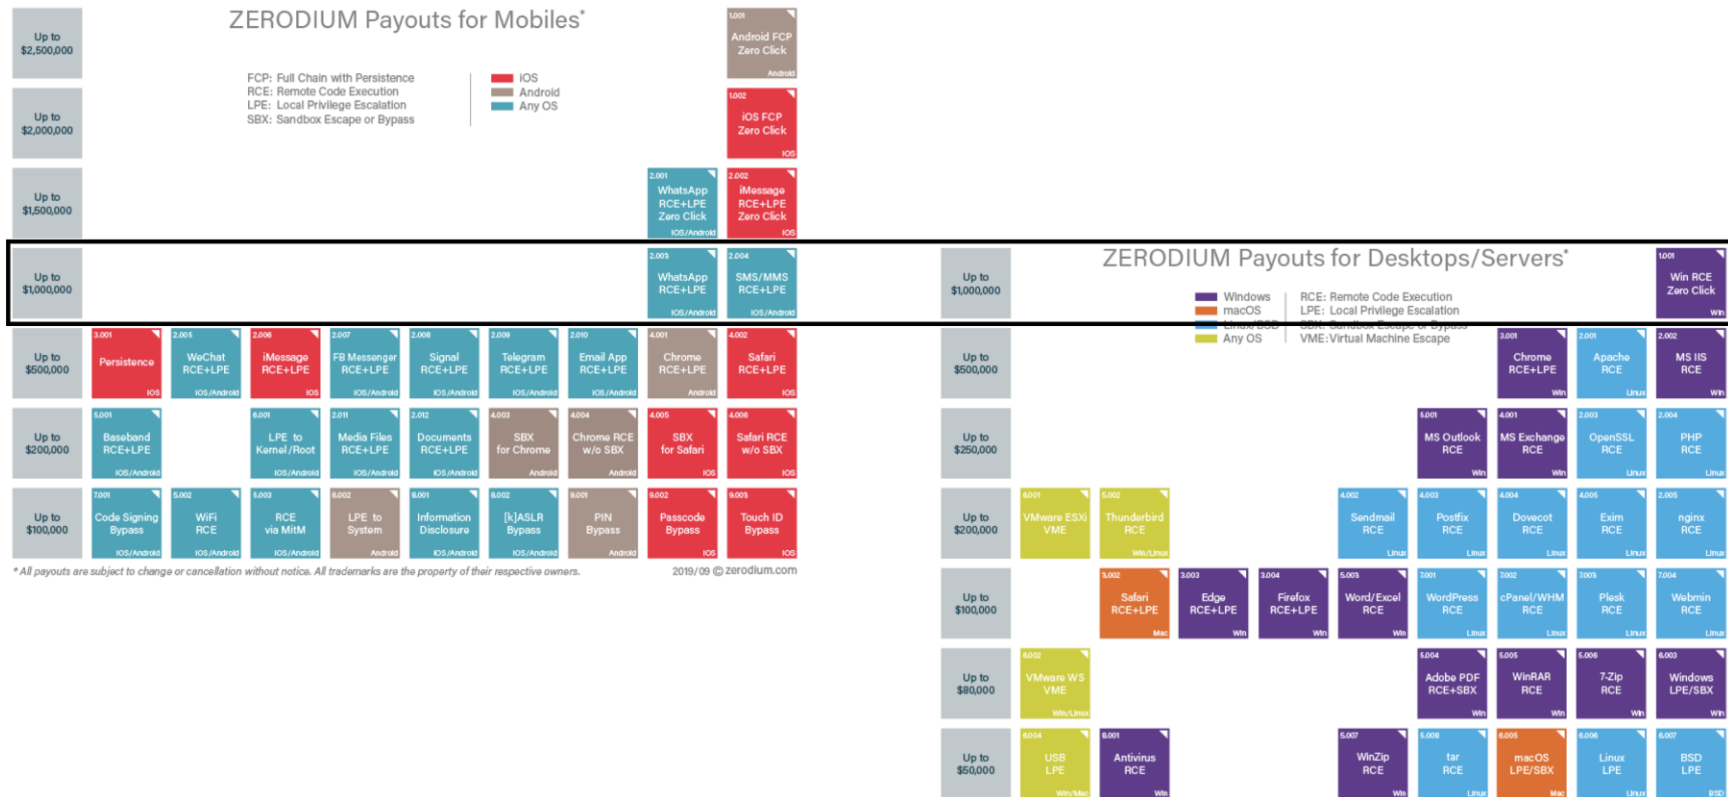 ZERODIUM Payouts for Mobiles*
FCP: Full Chain with Persistence
RCE: Remote Code Execution
LPE: Local Privilege Escalation
SBX: Sandbox Escape or Bypass
iOS
Android
Any OS
Up to
$2,500,000
1.001
Android FCP
Zero Click
Android
Up to
$2,000,000
1.002
iOS FCP
Zero Click
iOS
Up to
$1,500,000
2.001
WhatsApp
RCE+LPE
Zero Click
iOS/Android
2.002
iMessage
RCE+LPE
Zero Click
iOS
Up to
$1,000,000
2.003
WhatsApp
RCE+LPE
iOS/Android
2.004
SMS/MMS
RCE+LPE
iOS/Android
Up to
$500,000
3.001
Persistence
iOS
2.005
WeChat
RCE+LPE
iOS/Android
2.006
iMessage
RCE+LPE
iOS
2.007
FB Messenger
RCE+LPE
iOS/Android
2.008
Signal
RCE+LPE
iOS/Android
2.009
Telegram
RCE+LPE
iOS/Android
2.010
Email App
RCE+LPE
iOS/Android
4.001
Chrome
RCE+LPE
Android
4.002
Safari
RCE+LPE
iOS
Up to
$200,000
5.001
Baseband
RCE+LPE
iOS/Android
6.001
LPE to
Kernel/Root
iOS/Android
2.011
Media Files
RCE+LPE
iOS/Android
2.012
Documents
RCE+LPE
iOS/Android
4.003
SBX
for Chrome
Android
4.004
Chrome RCE
w/o SBX
Android
4.005
SBX
for Safari
iOS
4.006
Safari RCE
w/o SBX
iOS
Up to
$100,000
7.001
Code Signing
Bypass
iOS/Android
5.002
WiFi
RCE
iOS/Android
5.003
RCE
via MitM
iOS/Android
6.002
LPE to
System
Android
8.001
Information
Disclosure
iOS/Android
8.002
[k]ASLR
Bypass
iOS/Android
9.001
PIN
Bypass
Android
9.002
Passcode
Bypass
iOS
9.003
Touch ID
Bypass
iOS
* All payouts are subject to change or cancellation without notice. All trademarks are the property of their respective owners.
2019/09 © zerodium.com
ZERODIUM Payouts for Desktops/Servers*
Windows
macOS
Linux/BSD
Any OS
RCE: Remote Code Execution
LPE: Local Privilege Escalation
SBX: Sandbox Escape or Bypass
VME: Virtual Machine Escape
Up to
$1,000,000
1.001
Win RCE
Zero Click
Win
Up to
$500,000
3.001
Chrome
RCE+LPE
Win
2.001
Apache
RCE
Linux
2.002
MS IIS
RCE
Win
Up to
$250,000
5.001
MS Outlook
RCE
Win
4.001
MS Exchange
RCE
Win
2.003
OpenSSL
RCE
Linux
2.004
PHP
RCE
Linux
Up to
$200,000
6.001
VMware ESXi
VME
5.002
Thunderbird
RCE
Win/Linux
4.002
Sendmail
RCE
Linux
4.003
Postfix
RCE
Linux
4.004
Dovecot
RCE
Linux
4.005
Exim
RCE
Linux
2.005
nginx
RCE
Linux
Up to
$100,000
3.002
Safari
RCE+LPE
Mac
3.003
Edge
RCE+LPE
Win
3.004
Firefox
RCE+LPE
Win
5.003
Word/Excel
RCE
Win
7.001
WordPress
RCE
Linux
7.002
cPanel/WHM
RCE
Linux
7.003
Plesk
RCE
Linux
7.004
Webmin
RCE
Linux
Up to
$80,000
6.002
VMware WS
VME
Win/Linux
5.004
Adobe PDF
RCE+SBX
Win
5.005
WinRAR
RCE
Win
5.006
7-Zip
RCE
Win
6.003
Windows
LPE/SBX
Win
Up to
$50,000
6.004
USB
LPE
Win/Mac
8.001
Antivirus
RCE
Win
5.007
WinZip
RCE
Win
5.008
tar
RCE
Linux
6.005
macOS
LPE/SBX
Mac
6.006
Linux
LPE
Linux
6.007
BSD
LPE
BSD